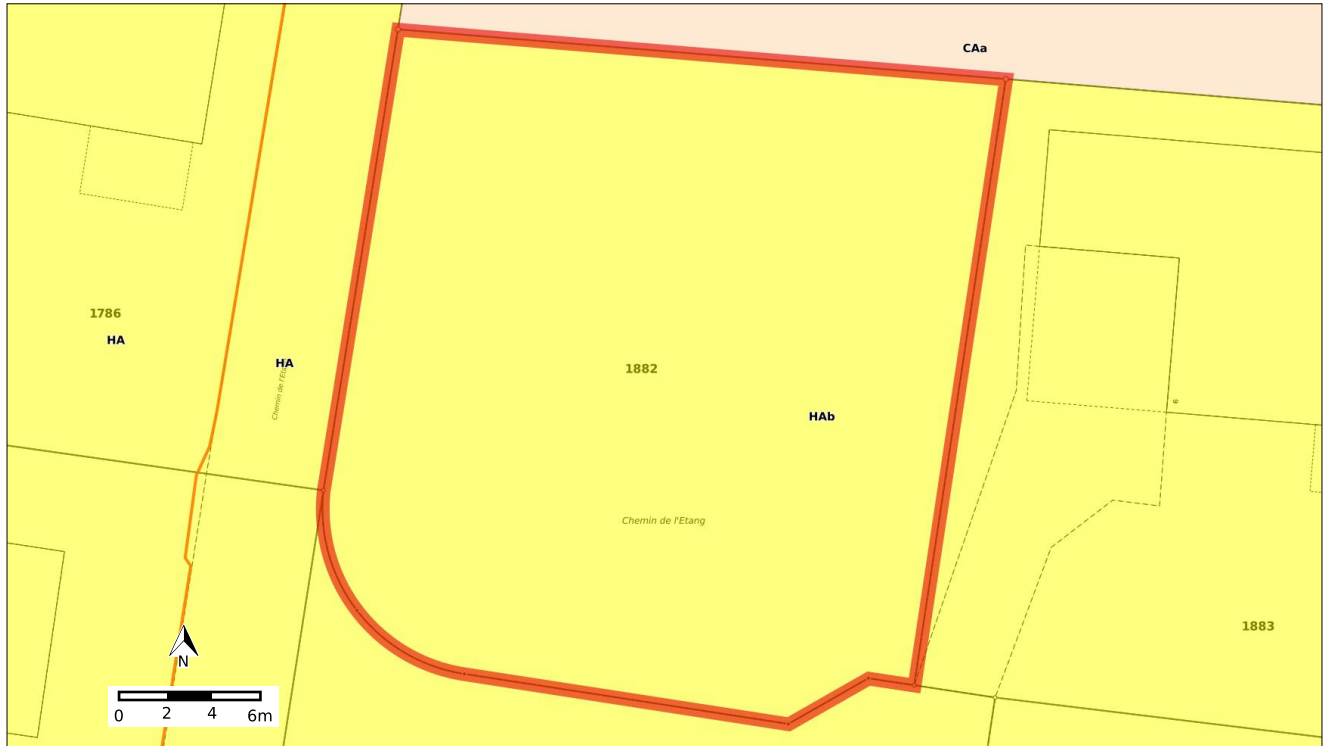 CAa
1786
HA
HA
Chemin de l'Etang
1882
6
HAb
Chemin de l'Etang
1883
N
0 2 4 6m